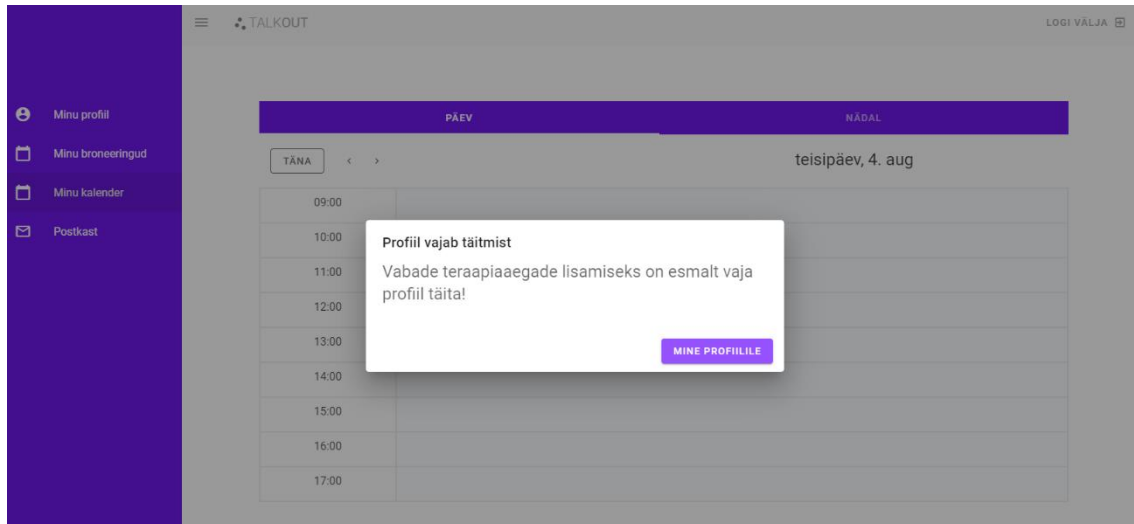 TALKOUT
LOGI VÄLJA
Minu profiil
Minu broneeringud
Minu kalender
Postkast
PÄEV
NÄDAL
TÄNA
teisipäev, 4. aug
09:00
10:00
11:00
12:00
13:00
14:00
15:00
16:00
17:00
Profiil vajab täitmist
Vabade teraapiaaegade lisamiseks on esmalt vaja
profiil täita!
MINE PROFIILILE